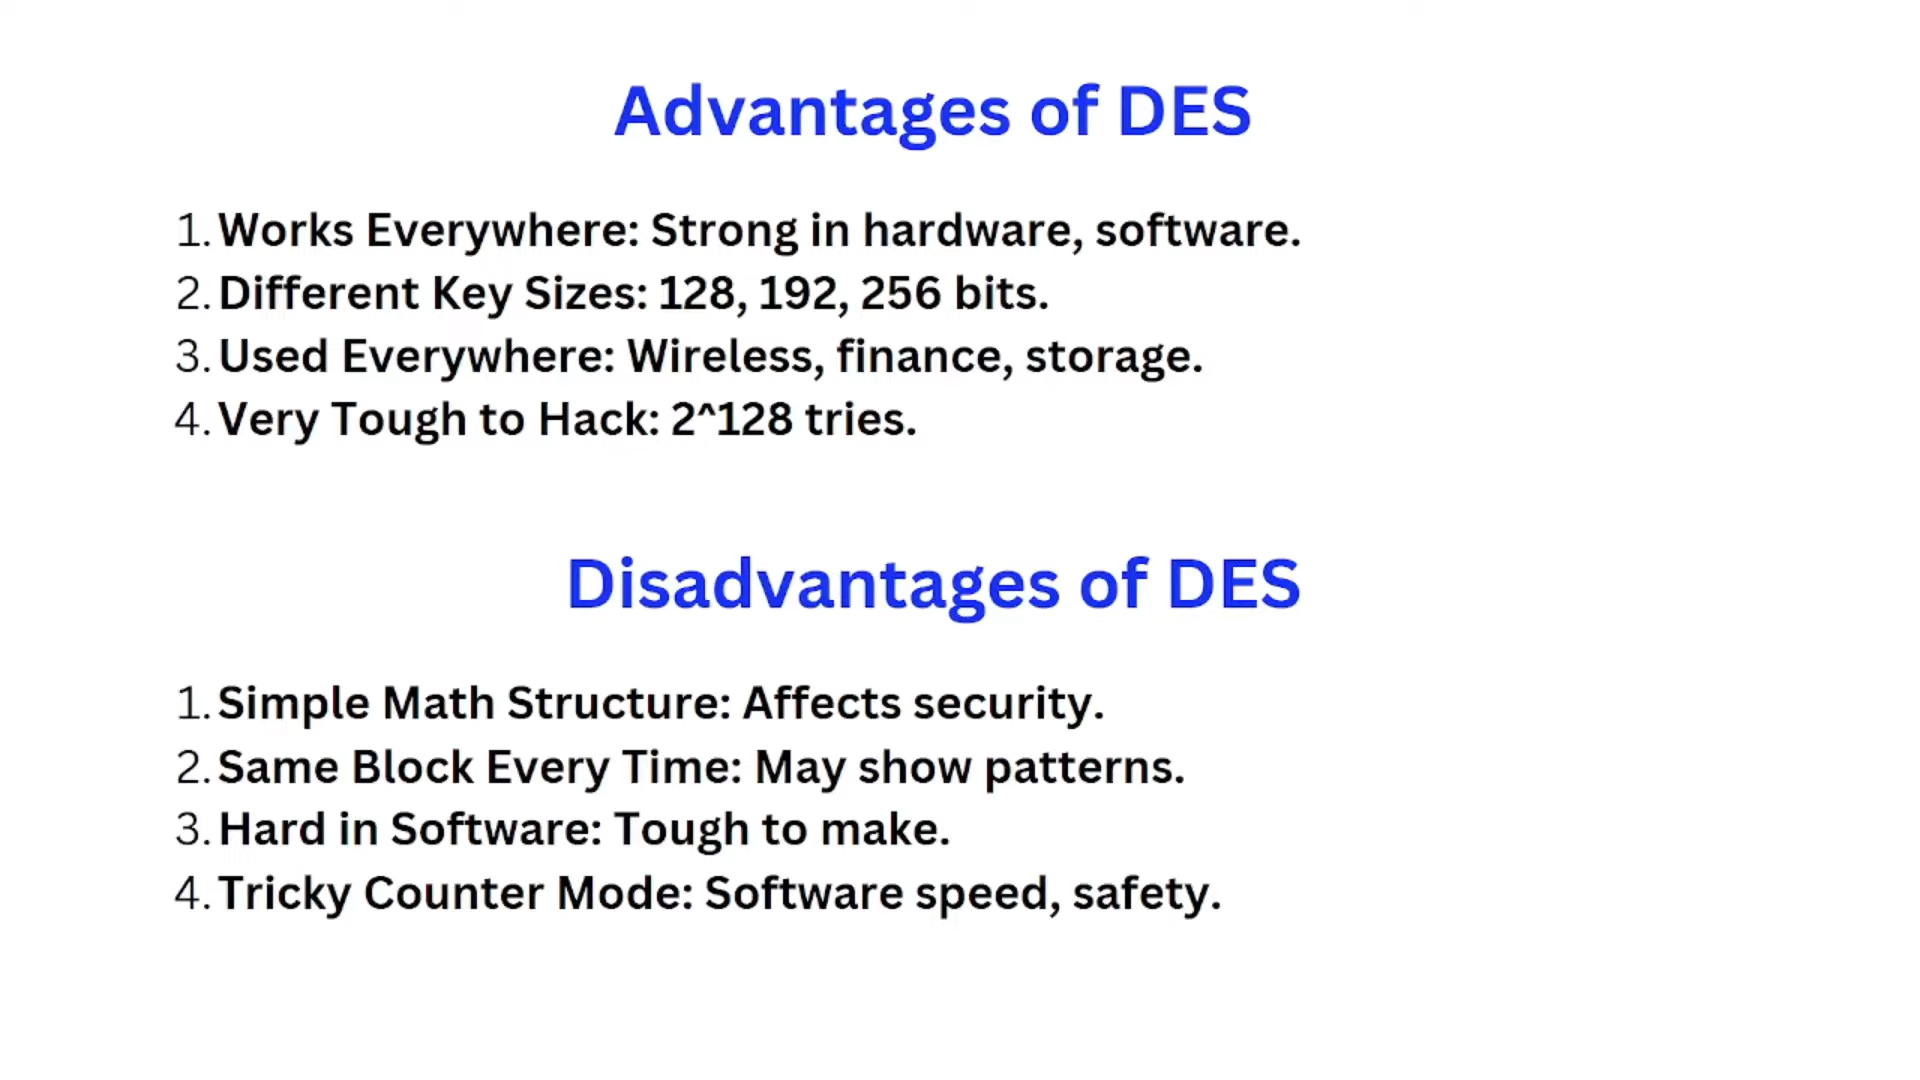 Advantages of DES
1. Works Everywhere: Strong in hardware, software.
2. Different Key Sizes: 128, 192, 256 bits.
3. Used Everywhere: Wireless, finance, storage.
4. Very Tough to Hack: 2^128 tries.
Disadvantages of DES
1. Simple Math Structure: Affects security.
2. Same Block Every Time: May show patterns.
3. Hard in Software: Tough to make.
4. Tricky Counter Mode: Software speed, safety.